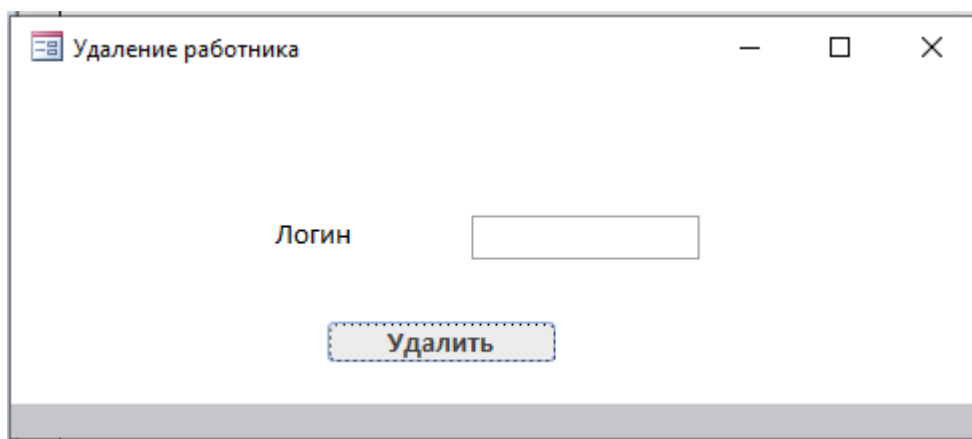 Удаление работника
Логин
Удалить